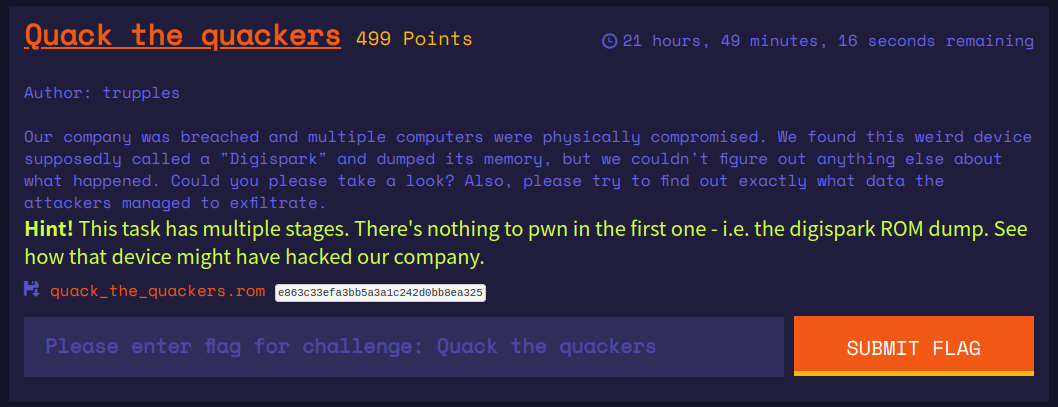 Quack the quackers 499 Points
21 hours, 49 minutes, 16 seconds remaining
Author: trupples
Our company was breached and multiple computers were physically compromised. We found this weird device
supposedly called a "Digispark" and dumped its memory, but we couldn't figure out anything else about
what happened. Could you please take a look? Also, please try to find out exactly what data the
attackers managed to exfiltrate.
Hint! This task has multiple stages. There's nothing to pwn in the first one - i.e. the digispark ROM dump. See
how that device might have hacked our company.
quack_the_quackers.rom e863c33efa3bb5a3a1c242d0bb8ea325
Please enter flag for challenge: Quack the quackers
SUBMIT FLAG